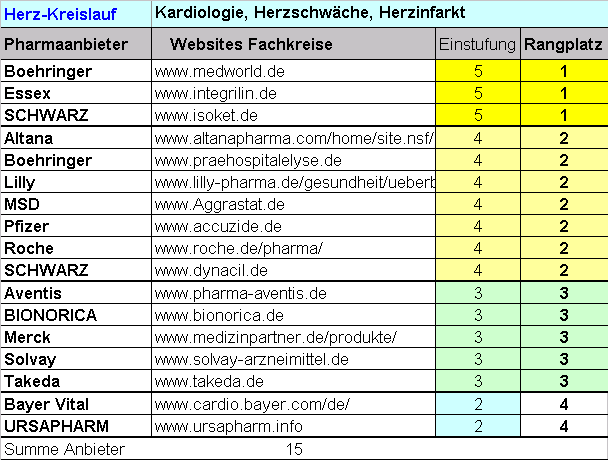 Herz-Kreislauf Kardiologie, Herzschwäche, Herzinfarkt
Pharmaanbieter Websites Fachkreise Einstufung Rangplatz
Boehringer www.medworld.de 5 1
Essex www.integrilin.de 5 1
SCHWARZ www.isoket.de 5 1
Altana www.altanapharma.com/home/site.nsf/ 4 2
Boehringer www.praehospitalelyse.de 4 2
Lilly www.lilly-pharma.de/gesundheit/ueberb 4 2
MSD www.Aggrastat.de 4 2
Pfizer www.accuzide.de 4 2
Roche www.roche.de/pharma/ 4 2
SCHWARZ www.dynacil.de 4 2
Aventis www.pharma-aventis.de 3 3
BIONORICA www.bionorica.de 3 3
Merck www.medizinpartner.de/produkte/ 3 3
Solvay www.solvay-arzneimittel.de 3 3
Takeda www.takeda.de 3 3
Bayer Vital www.cardio.bayer.com/de/ 2 4
URSAPHARM www.ursapharm.info 2 4
Summe Anbieter 15